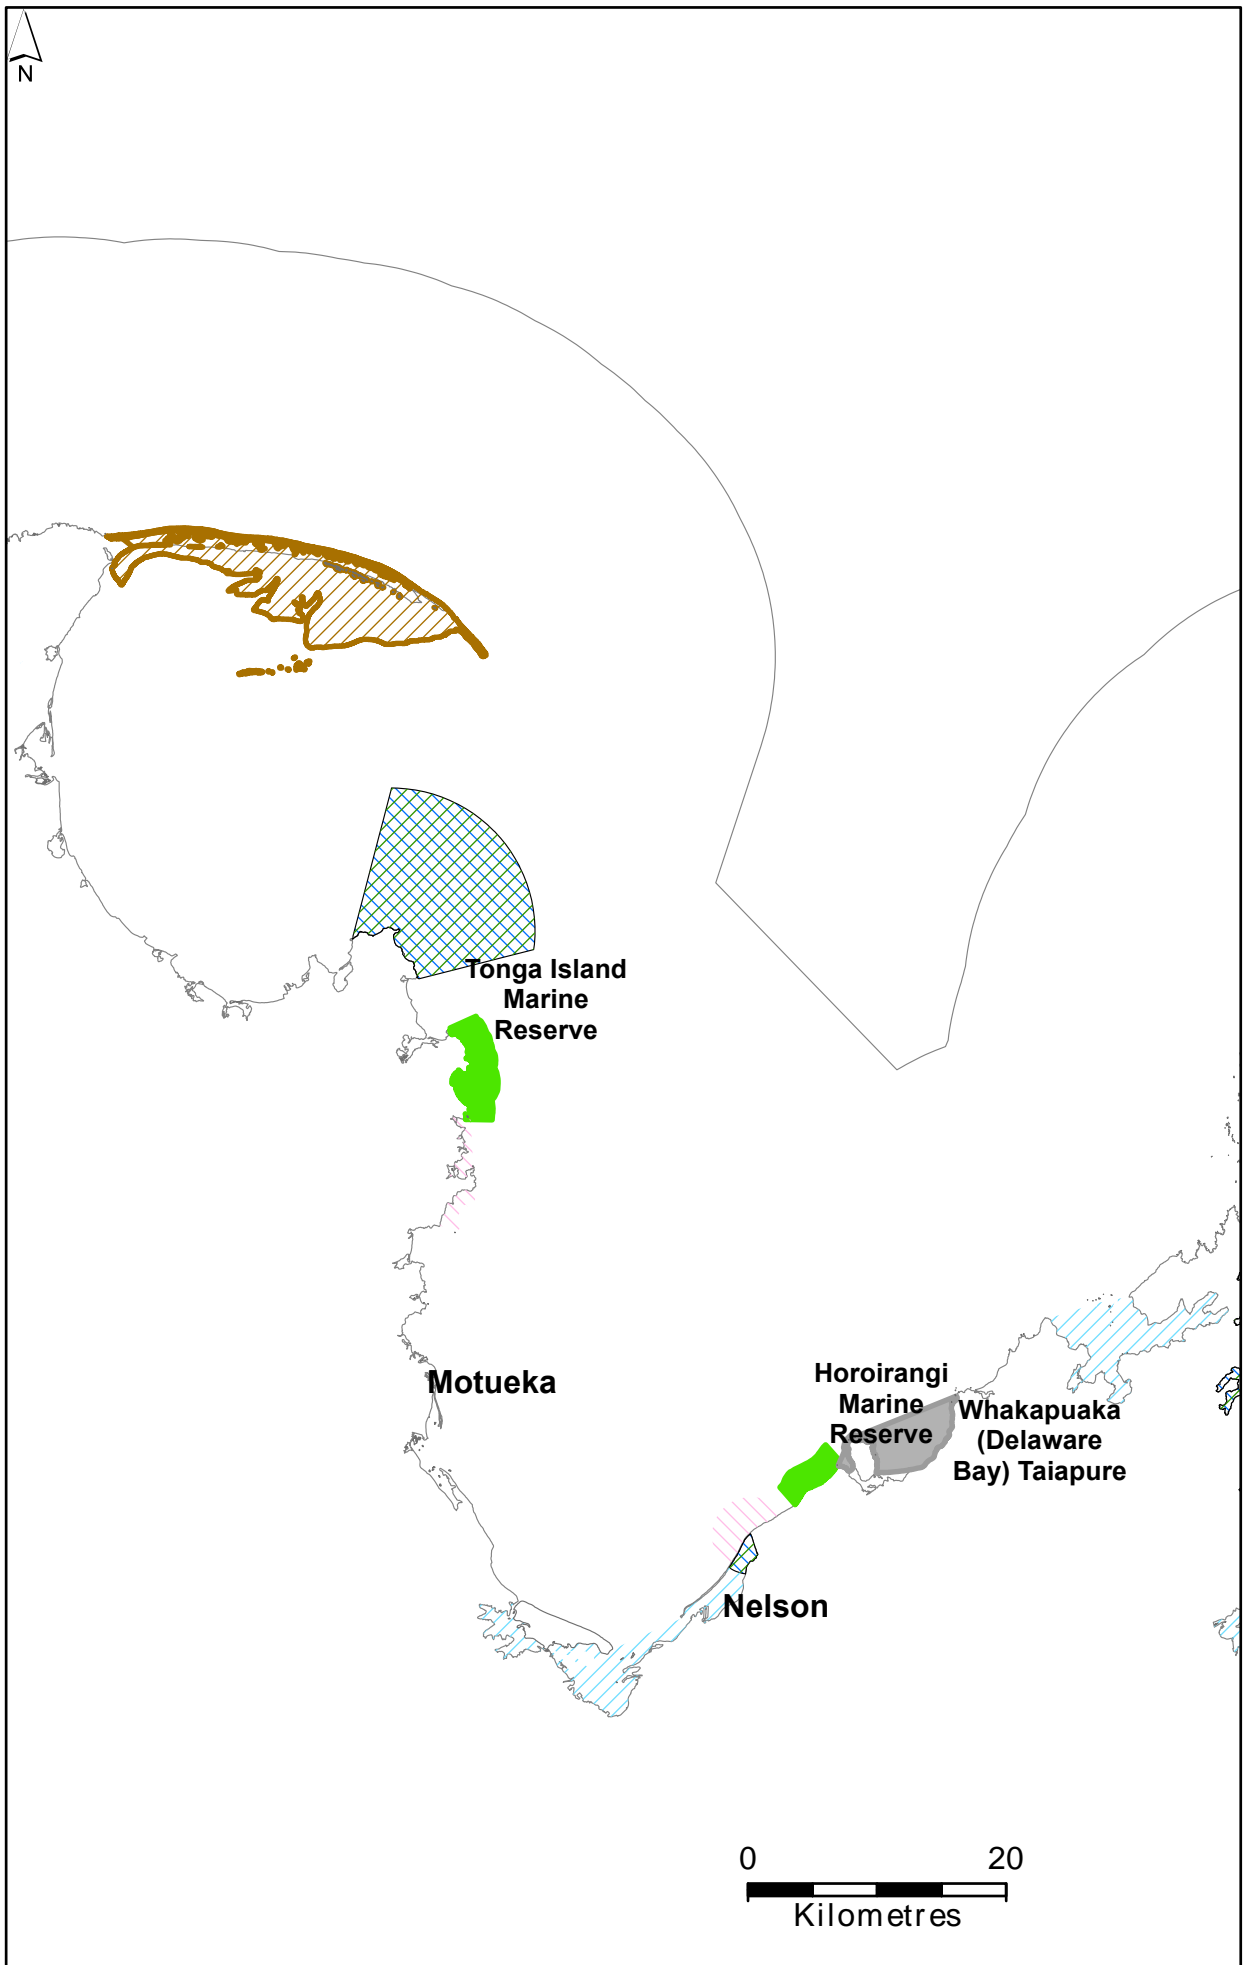 N
Tonga Island
Marine
Reserve
Motueka
Horoirangi
Marine
Reserve
Whakapuaka
(Delaware
Bay) Taiapure
Nelson
0 20
Kilometres